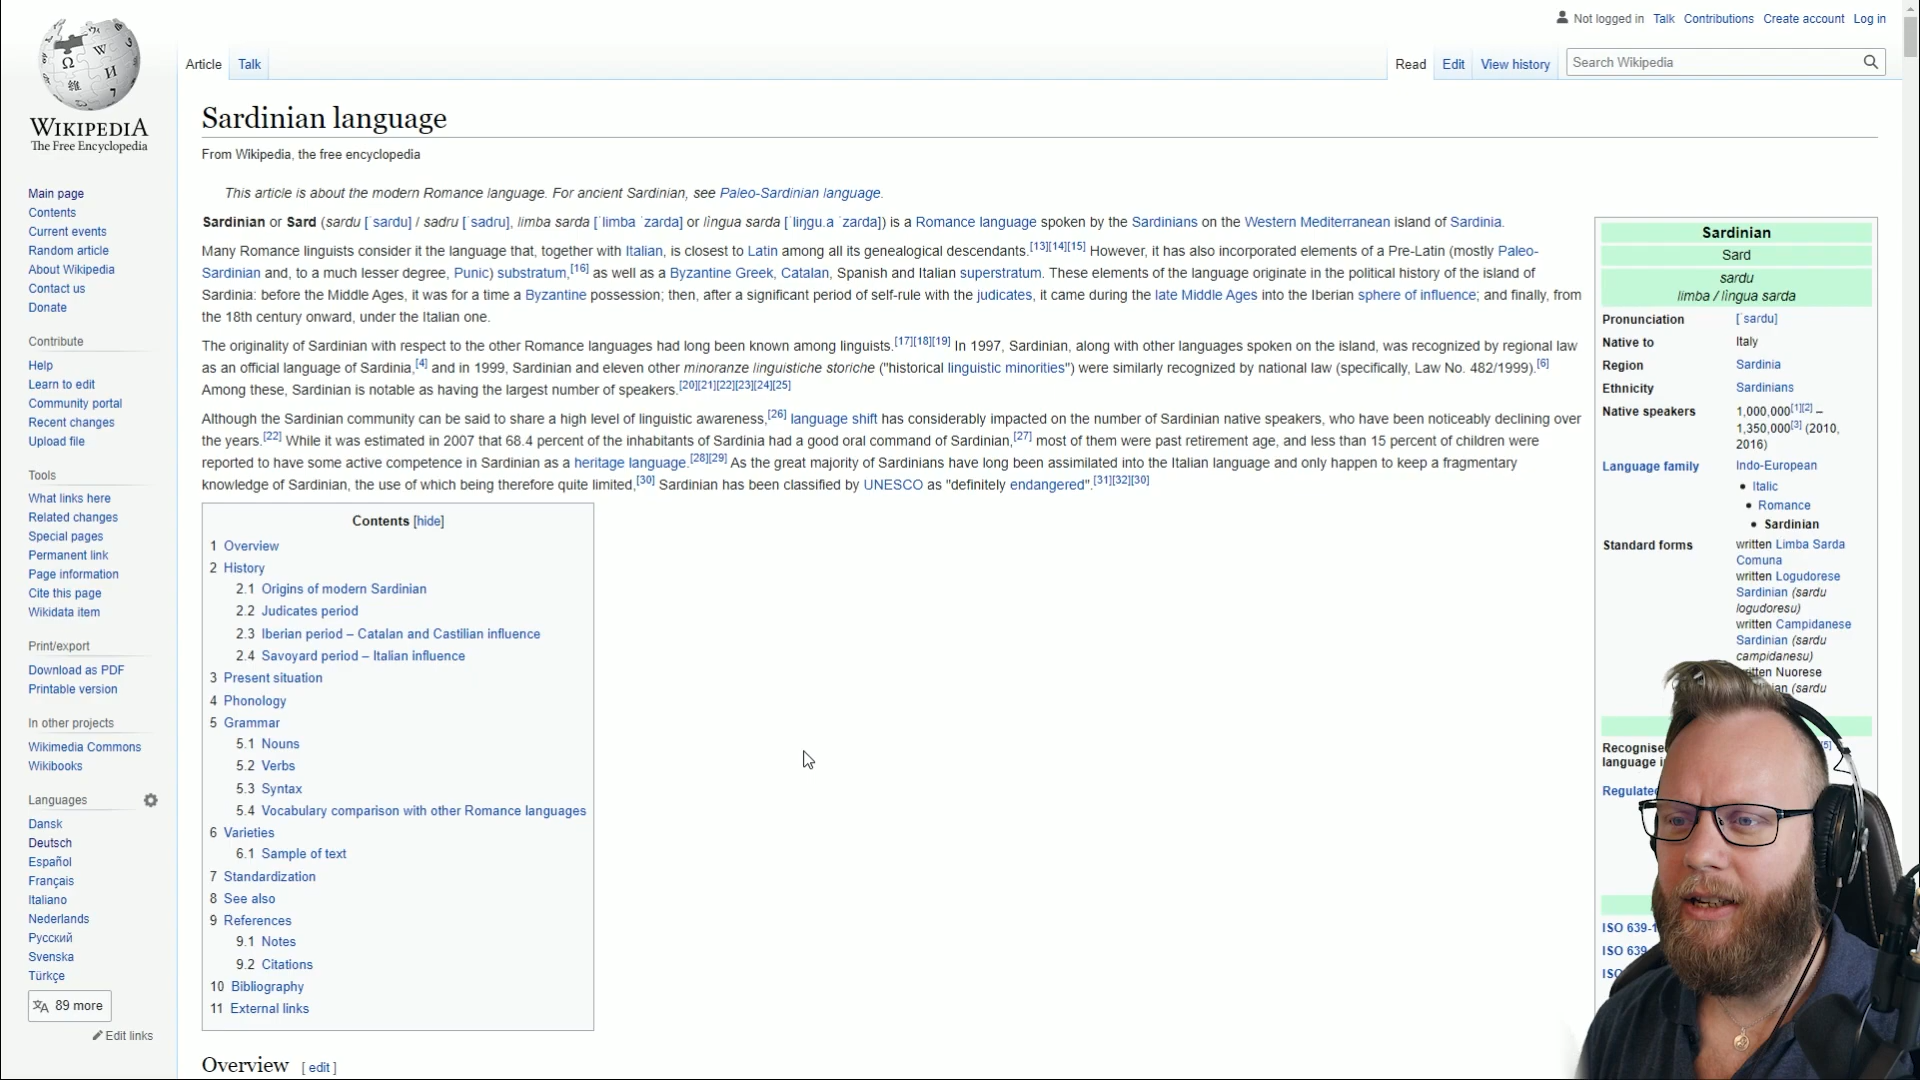 Not logged in Talk Contributions Create account Log in
Article Talk
Read Edit View history Search Wikipedia
WIKIPEDIA
The Free Encyclopedia
Main page
Contents
Current events
Random article
About Wikipedia
Contact us
Donate
Contribute
Help
Learn to edit
Community portal
Recent changes
Upload file
Tools
What links here
Related changes
Special pages
Permanent link
Page information
Cite this page
Wikidata item
Print/export
Download as PDF
Printable version
In other projects
Wikimedia Commons
Wikibooks
Languages
Dansk
Deutsch
Español
Français
Italiano
Nederlands
Русский
Svenska
Türkçe
89 more
Edit links
Sardinian language
From Wikipedia, the free encyclopedia
This article is about the modern Romance language. For ancient Sardinian, see Paleo-Sardinian language.
Sardinian or Sard (sardu [ˈsaɾdu] / sadru [ˈsadɾu], limba sarda [ˈlimba ˈzaɾda] or lìngua sarda [ˈliŋɡu.a ˈzaɾda]) is a Romance language spoken by the Sardinians on the Western Mediterranean island of Sardinia.
Many Romance linguists consider it the language that, together with Italian, is closest to Latin among all its genealogical descendants.[13][14][15] However, it has also incorporated elements of a Pre-Latin (mostly Paleo-
Sardinian and, to a much lesser degree, Punic) substratum,[16] as well as a Byzantine Greek, Catalan, Spanish and Italian superstratum. These elements of the language originate in the political history of the island of
Sardinia: before the Middle Ages, it was for a time a Byzantine possession; then, after a significant period of self-rule with the judicates, it came during the late Middle Ages into the Iberian sphere of influence; and finally, from
the 18th century onward, under the Italian one.
The originality of Sardinian with respect to the other Romance languages had long been known among linguists.[17][18][19] In 1997, Sardinian, along with other languages spoken on the island, was recognized by regional law
as an official language of Sardinia,[4] and in 1999, Sardinian and eleven other minoranze linguistiche storiche ("historical linguistic minorities") were similarly recognized by national law (specifically, Law No. 482/1999).[6]
Among these, Sardinian is notable as having the largest number of speakers.[20][21][22][23][24][25]
Although the Sardinian community can be said to share a high level of linguistic awareness,[26] language shift has considerably impacted on the number of Sardinian native speakers, who have been noticeably declining over
the years.[22] While it was estimated in 2007 that 68.4 percent of the inhabitants of Sardinia had a good oral command of Sardinian,[27] most of them were past retirement age, and less than 15 percent of children were
reported to have some active competence in Sardinian as a heritage language.[28][29] As the great majority of Sardinians have long been assimilated into the Italian language and only happen to keep a fragmentary
knowledge of Sardinian, the use of which being therefore quite limited,[30] Sardinian has been classified by UNESCO as "definitely endangered".[31][32][30]
Contents [hide]
1 Overview
2 History
2.1 Origins of modern Sardinian
2.2 Judicates period
2.3 Iberian period – Catalan and Castilian influence
2.4 Savoyard period – Italian influence
3 Present situation
4 Phonology
5 Grammar
5.1 Nouns
5.2 Verbs
5.3 Syntax
5.4 Vocabulary comparison with other Romance languages
6 Varieties
6.1 Sample of text
7 Standardization
8 See also
9 References
9.1 Notes
9.2 Citations
10 Bibliography
11 External links
Overview [ edit ]
Sardinian
Sard
sardu
limba / lìngua sarda
Pronunciation [ˈsaɾdu]
Native to Italy
Region Sardinia
Ethnicity Sardinians
Native speakers 1,000,000[1][2] –
1,350,000[3] (2010,
2016)
Language family Indo-European
Italic
Romance
Sardinian
Standard forms written Limba Sarda
Comuna
written Logudorese
Sardinian (sardu
logudoresu)
written Campidanese
Sardinian (sardu
campidanesu)
Nuorese
(sardu
[5]
language
ISO 639-
ISO 639-